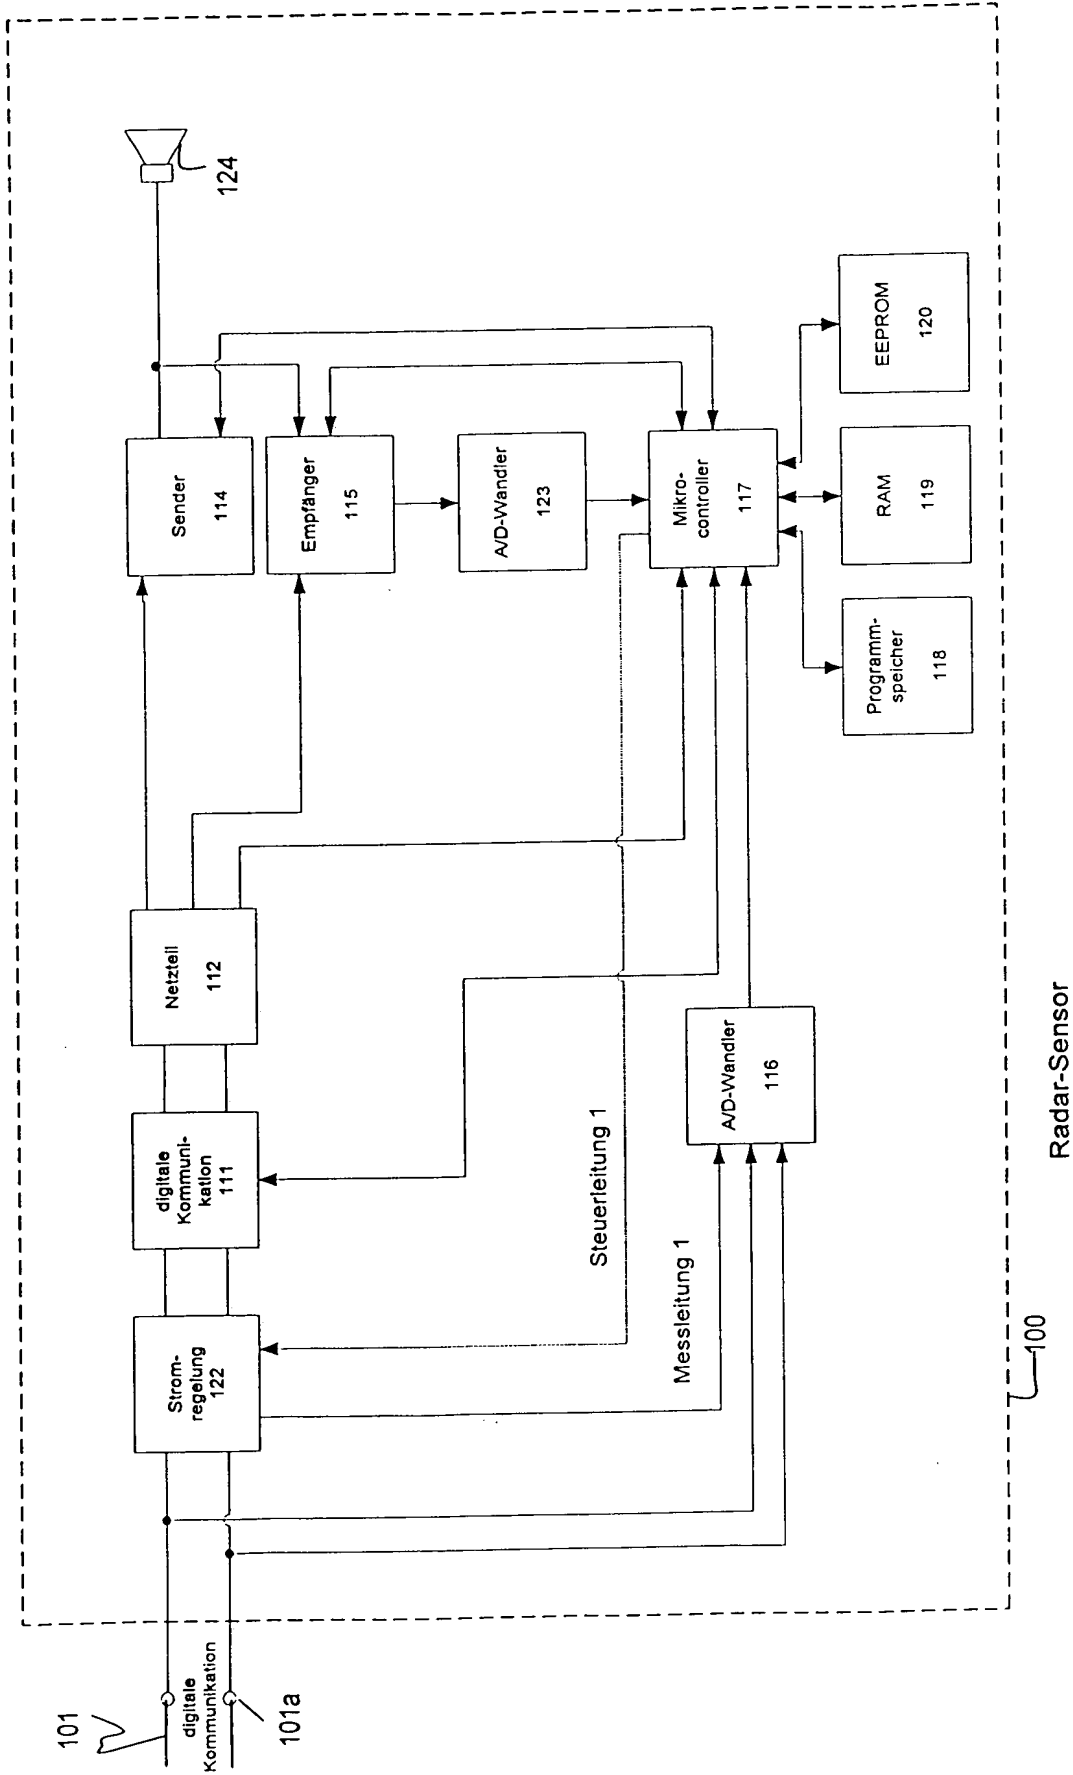 101
digitale
Kommunikation
101a
Strom-
regelung
122
digitale
Kommuni-
kation
111
Netzteil
112
Sender
114
124
Empfänger
115
A/D-Wandler
123
Steuerleitung 1
Messleitung 1
A/D-Wandler
116
Mikro-
controller
117
Programm-
speicher
118
RAM
119
EEPROM
120
100
Radar-Sensor